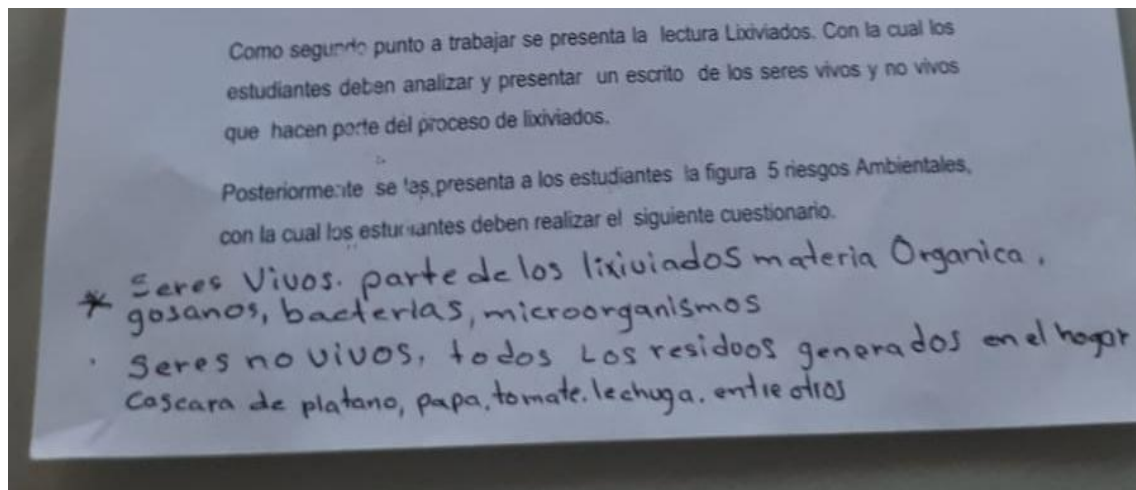 Como segundo punto a trabajar se presenta la lectura Lixiviados. Con la cual los
estudiantes deben analizar y presentar un escrito de los seres vivos y no vivos
que hacen parte del proceso de lixiviados.
Posteriormente se les presenta a los estudiantes la figura 5 riesgos Ambientales,
con la cual los estudiantes deben realizar el siguiente cuestionario.
* Seres Vivos. parte de los lixiviados materia Organica,
gosanos, bacterias, microorganismos
. Seres no vivos, todos Los residoos generados en el hogar
cascara de platano, papa, tomate. lechuga. entre otros